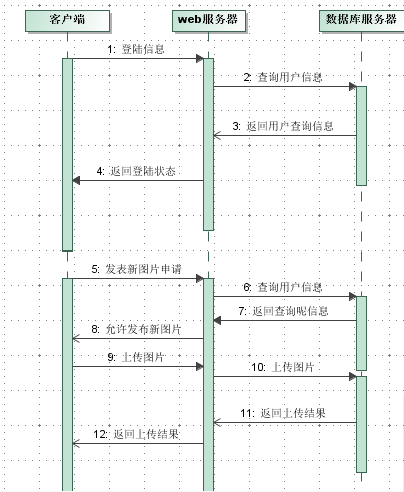 客户端
web服务器
数据库服务器
1: 登陆信息
2: 查询用户信息
3: 返回用户查询信息
4: 返回登陆状态
5: 发表新图片申请
6: 查询用户信息
7: 返回查询呢信息
8: 允许发布新图片
9: 上传图片
10: 上传图片
11: 返回上传结果
12: 返回上传结果